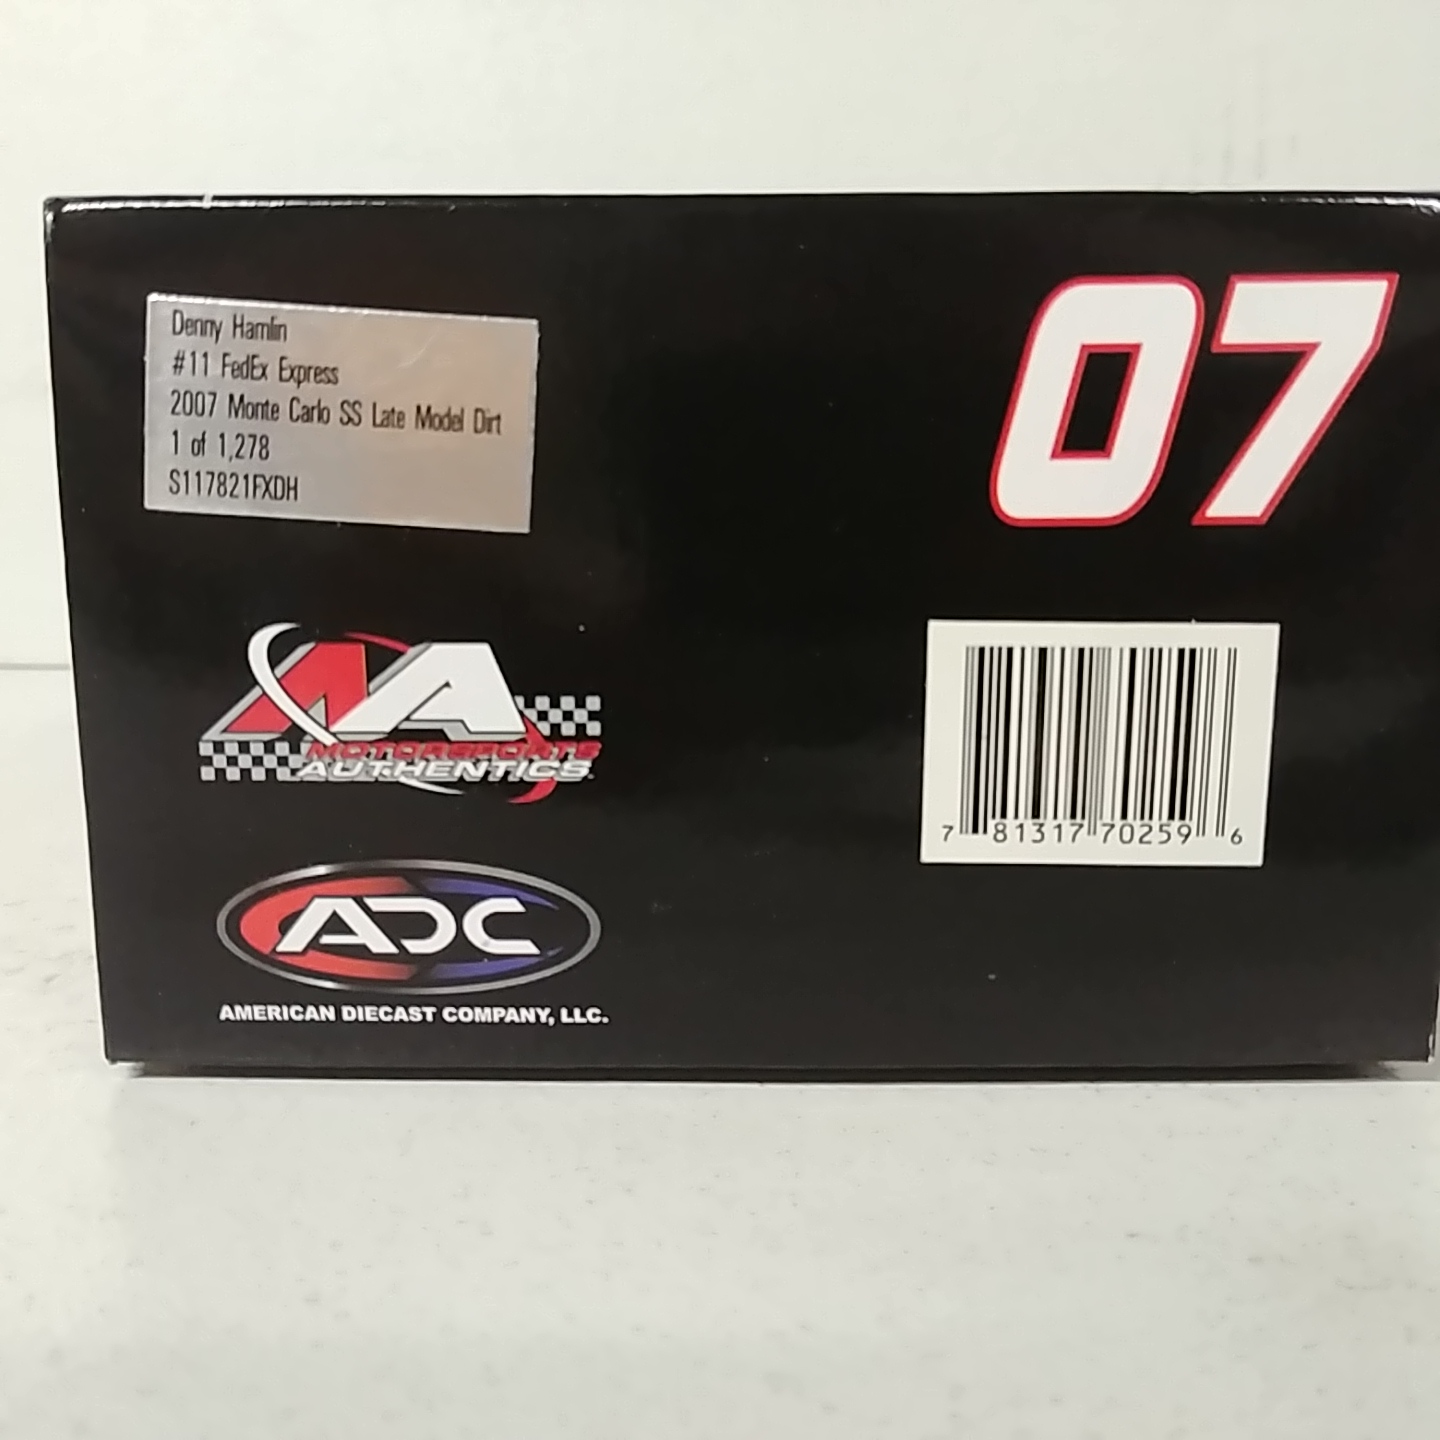 Denny Hamlin
#11 FedEx Express
2007 Monte Carlo SS Late Model Dirt
1 of 1,278
S117821FXDH
07
MA
MOTORSPORTS
AUTHENTICS
7 81317 70259 6
ADC
AMERICAN DIECAST COMPANY, LLC.